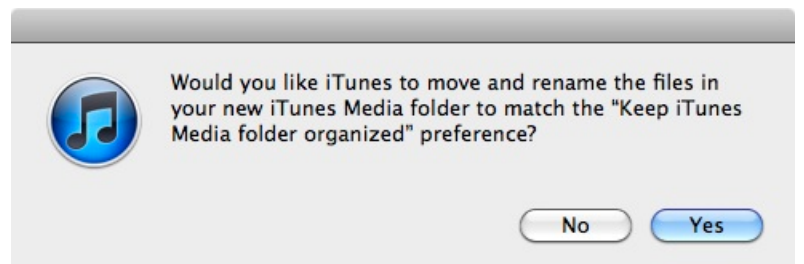 Would you like iTunes to move and rename the files in
your new iTunes Media folder to match the “Keep iTunes
Media folder organized” preference?
No
Yes